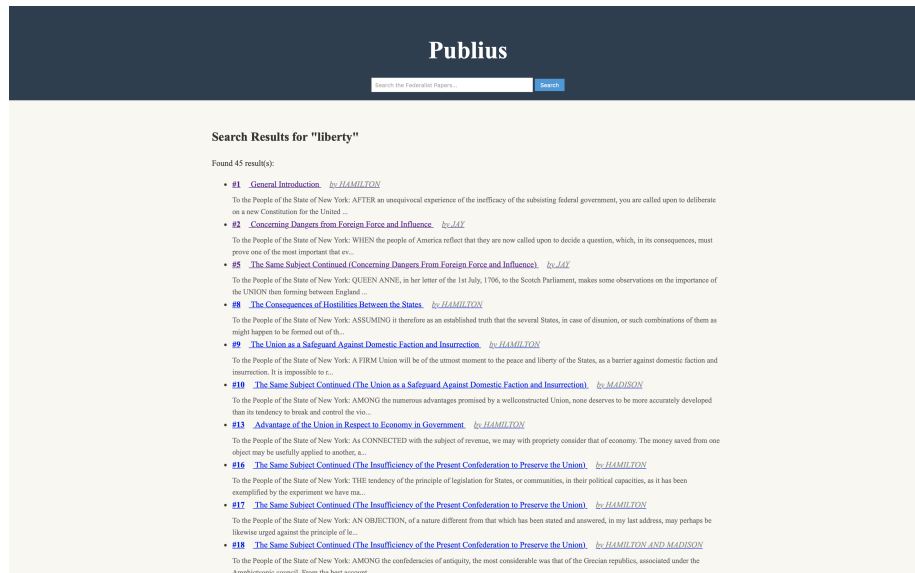 Publius
Search the Federalist Papers...
Search
Search Results for "liberty"
Found 45 result(s):
#1 General Introduction by HAMILTON
To the People of the State of New York: AFTER an unequivocal experience of the inefficacy of the subsisting federal government, you are called upon to deliberate
on a new Constitution for the United ...
#2 Concerning Dangers from Foreign Force and Influence by JAY
To the People of the State of New York: WHEN the people of America reflect that they are now called upon to decide a question, which, in its consequences, must
prove one of the most important that ev...
#5 The Same Subject Continued (Concerning Dangers From Foreign Force and Influence) by JAY
To the People of the State of New York: QUEEN ANNE, in her letter of the 1st July, 1706, to the Scotch Parliament, makes some observations on the importance of
the UNION then forming between England ...
#8 The Consequences of Hostilities Between the States by HAMILTON
To the People of the State of New York: ASSUMING it therefore as an established truth that the several States, in case of disunion, or such combinations of them as
might happen to be formed out of th...
#9 The Union as a Safeguard Against Domestic Faction and Insurrection by HAMILTON
To the People of the State of New York: A FIRM Union will be of the utmost moment to the peace and liberty of the States, as a barrier against domestic faction and
insurrection. It is impossible to r...
#10 The Same Subject Continued (The Union as a Safeguard Against Domestic Faction and Insurrection) by MADISON
To the People of the State of New York: AMONG the numerous advantages promised by a wellconstructed Union, none deserves to be more accurately developed
than its tendency to break and control the vio...
#13 Advantage of the Union in Respect to Economy in Government by HAMILTON
To the People of the State of New York: As CONNECTED with the subject of revenue, we may with propriety consider that of economy. The money saved from one
object may be usefully applied to another, a...
#16 The Same Subject Continued (The Insufficiency of the Present Confederation to Preserve the Union) by HAMILTON
To the People of the State of New York: THE tendency of the principle of legislation for States, or communities, in their political capacities, as it has been
exemplified by the experiment we have ma...
#17 The Same Subject Continued (The Insufficiency of the Present Confederation to Preserve the Union) by HAMILTON
To the People of the State of New York: AN OBJECTION, of a nature different from that which has been stated and answered, in my last address, may perhaps be
likewise urged against the principle of le...
#18 The Same Subject Continued (The Insufficiency of the Present Confederation to Preserve the Union) by HAMILTON AND MADISON
To the People of the State of New York: AMONG the confederacies of antiquity, the most considerable was that of the Grecian republics, associated under the
Amphictyonic council. From the best account...